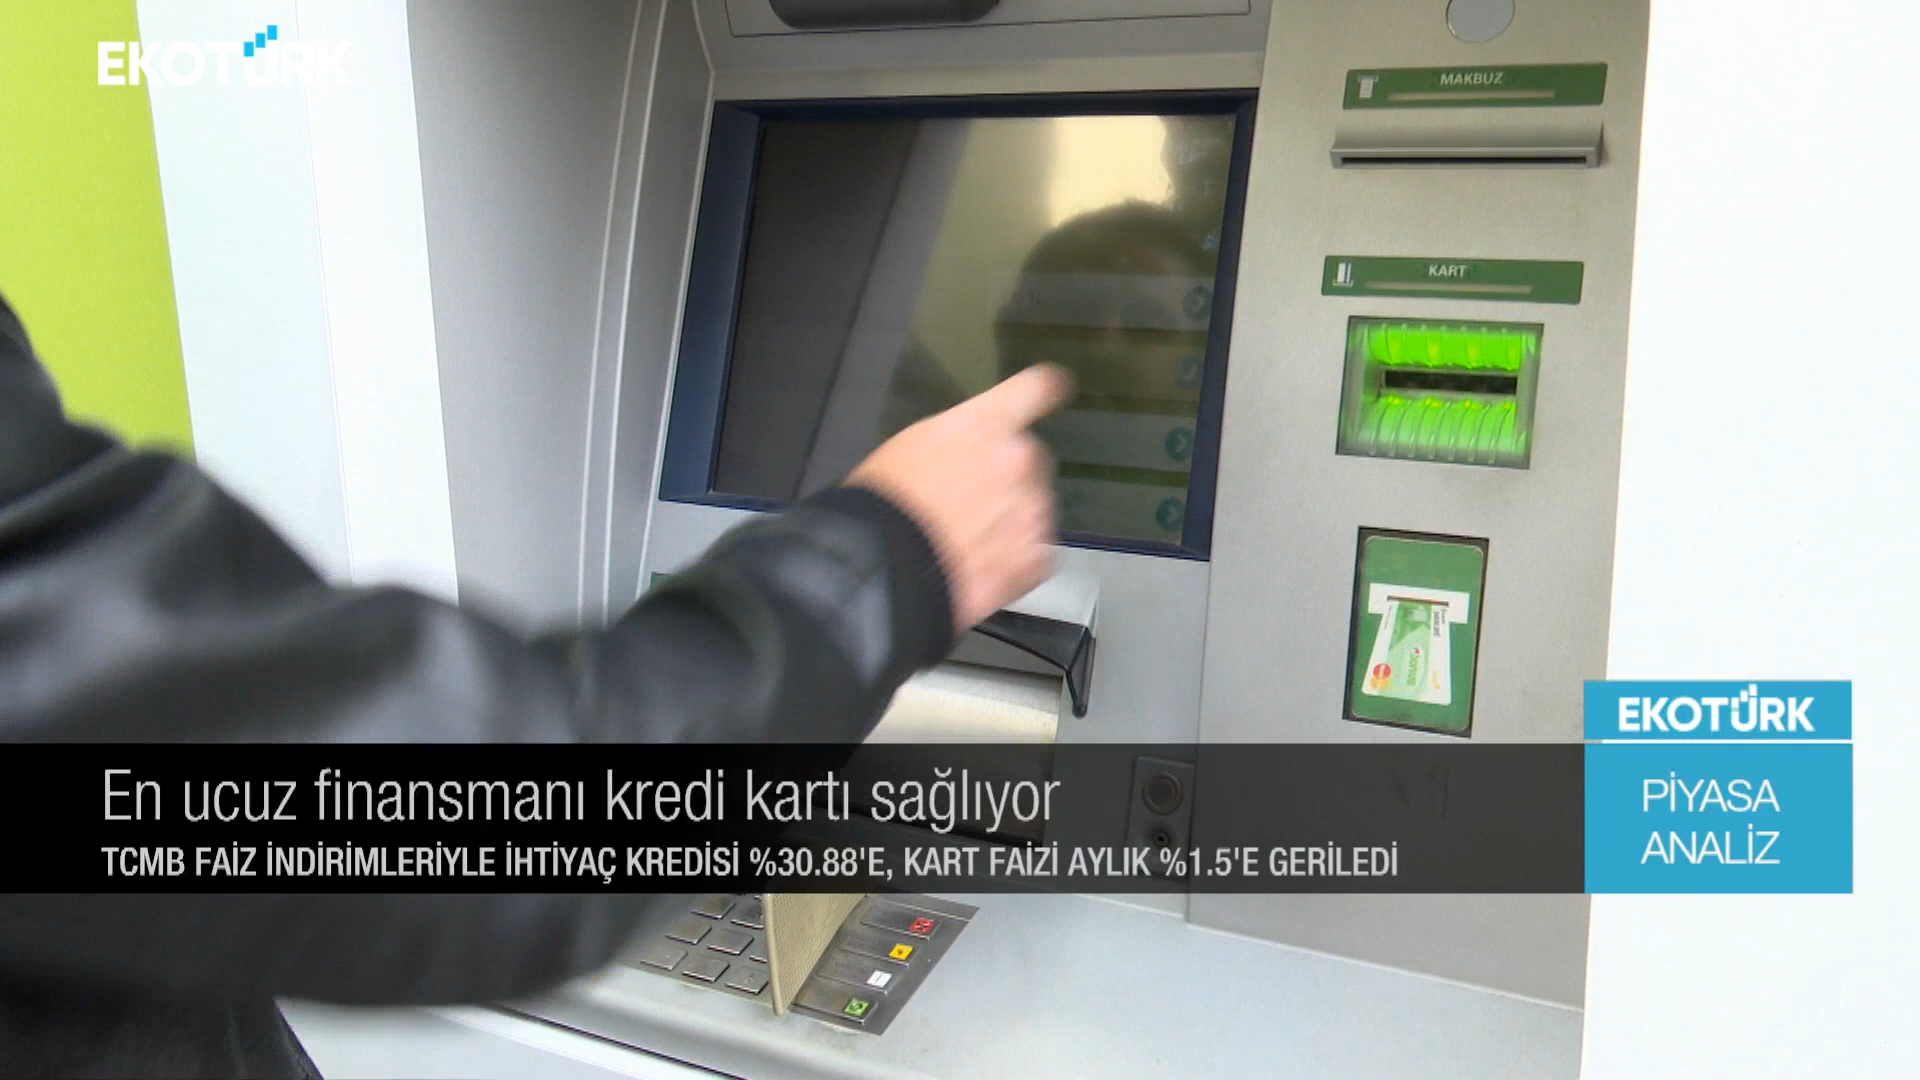 EKOTÜRK
MAKBUZ
KART
EKOTÜRK
En ucuz finansmanı kredi kartı sağlıyor
TCMB FAİZ İNDİRİMLERİYLE İHTİYAÇ KREDİSİ %30.88'E, KART FAİZİ AYLIK %1.5'E GERİLEDİ
PİYASA
ANALİZ